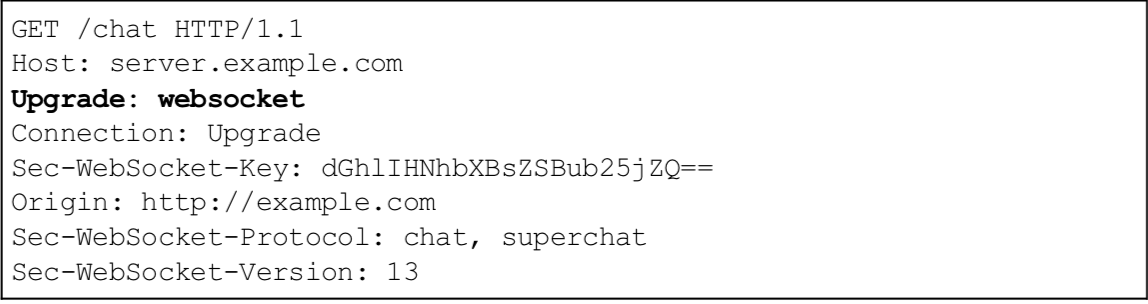 GET /chat HTTP/1.1
Host: server.example.com
Upgrade: websocket
Connection: Upgrade
Sec-WebSocket-Key: dGhlIHNhbXBsZSBub25jZQ==
Origin: http://example.com
Sec-WebSocket-Protocol: chat, superchat
Sec-WebSocket-Version: 13